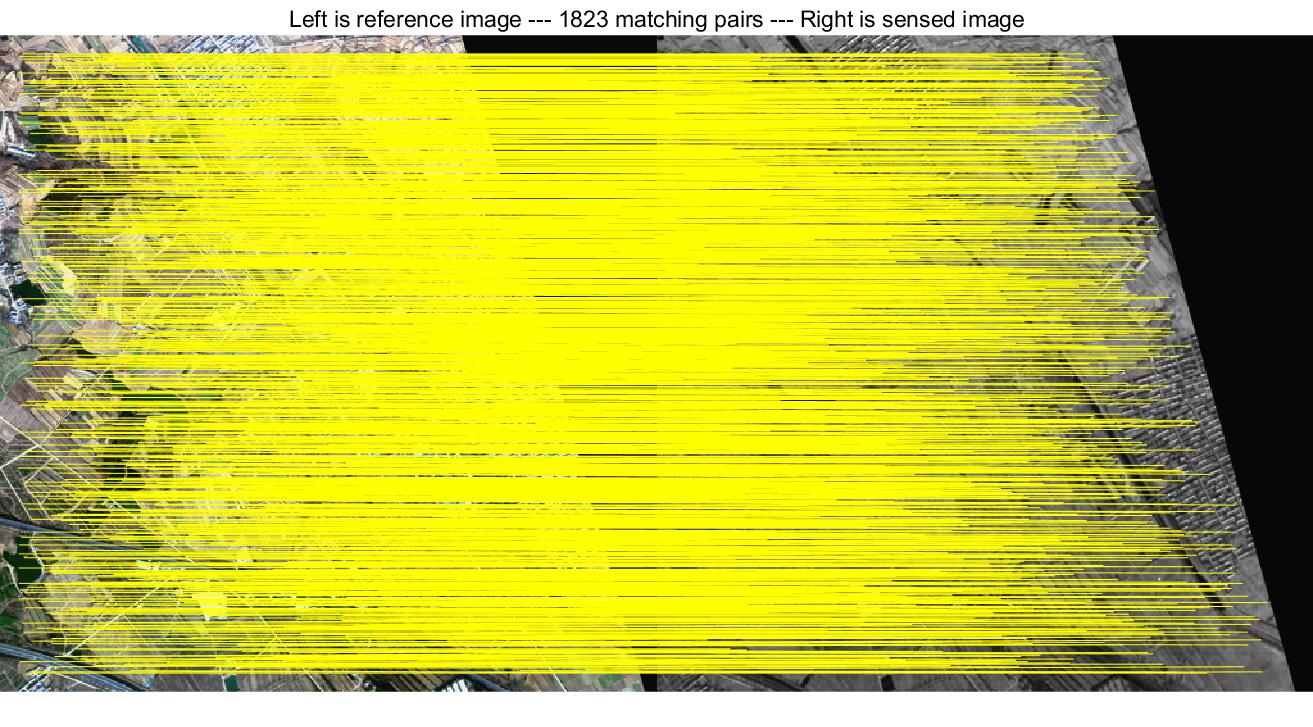 Left is reference image --- 1823 matching pairs --- Right is sensed image